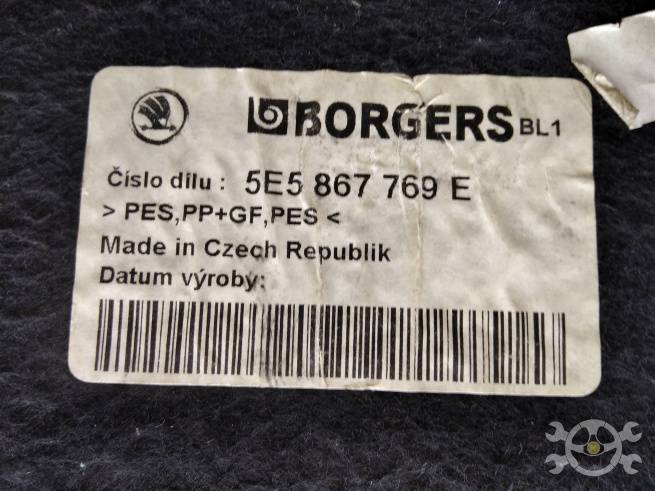 BORGERS BL1
Číslo dílu : 5E5 867 769 E
> PES,PP+GF,PES <
Made in Czech Republik
Datum výroby: